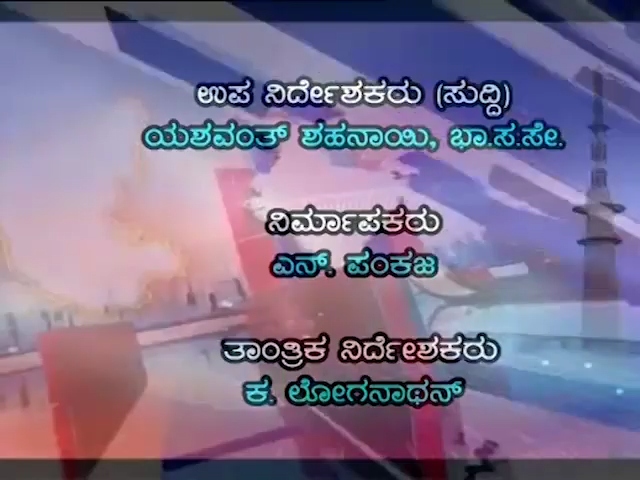 ಉಪ ನಿರ್ದೇಶಕರು (ಸುದ್ದಿ)
ಯಶವಂತ್ ಶಹನಾಯಿ, ಭಾ.ಸ.ಸೇ.
ನಿರ್ಮಾಪಕರು
ಎನ್. ಪಂಕಜ
ತಾಂತ್ರಿಕ ನಿರ್ದೇಶಕರು
ಕ. ಲೋಗನಾಥನ್